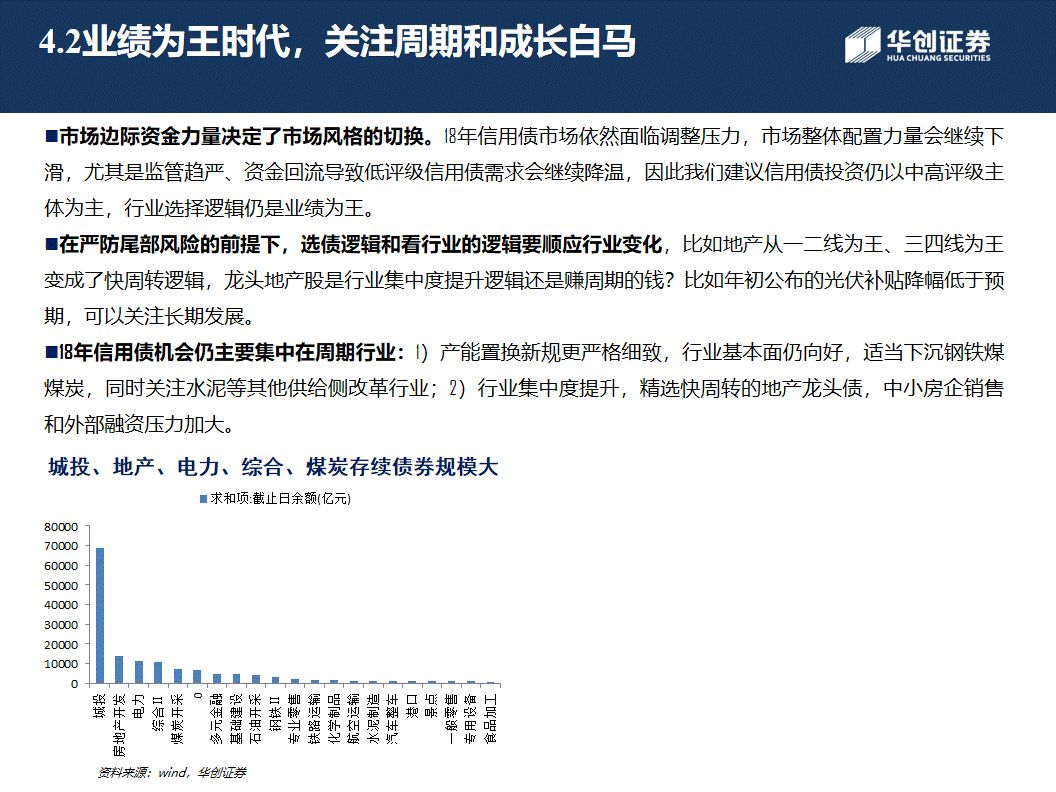 4.2业绩为王时代，关注周期和成长白马
华创证券
HUA CHUANG SECURITIES
■市场边际资金力量决定了市场风格的切换。18年信用债市场依然面临调整压力，市场整体配置力量会继续下
滑，尤其是监管趋严、资金回流导致低评级信用债需求会继续降温，因此我们建议信用债投资仍以中高评级主
体为主，行业选择逻辑仍是业绩为王。
■在严防尾部风险的前提下，选债逻辑和看行业的逻辑要顺应行业变化，比如地产从一二线为王、三四线为王
变成了快周转逻辑，龙头地产股是行业集中度提升逻辑还是赚周期的钱？比如年初公布的光伏补贴降幅低于预
期，可以关注长期发展。
■18年信用债机会仍主要集中在周期行业：1）产能置换新规更严格细致，行业基本面仍向好，适当下沉钢铁煤
煤炭，同时关注水泥等其他供给侧改革行业；2）行业集中度提升，精选快周转的地产龙头债，中小房企销售
和外部融资压力加大。
城投、地产、电力、综合、煤炭存续债券规模大
求和项:截止日余额(亿元)
80000
70000
60000
50000
40000
30000
20000
10000
0
城投
房地产开发
电力
综合II
煤炭开采
0
多元金融
基础建设
石油开采
钢铁II
专业零售
铁路运输
化学制品
航空运输
水泥制造
汽车整车
港口
景点
一般零售
专用设备
食品加工
资料来源：wind，华创证券